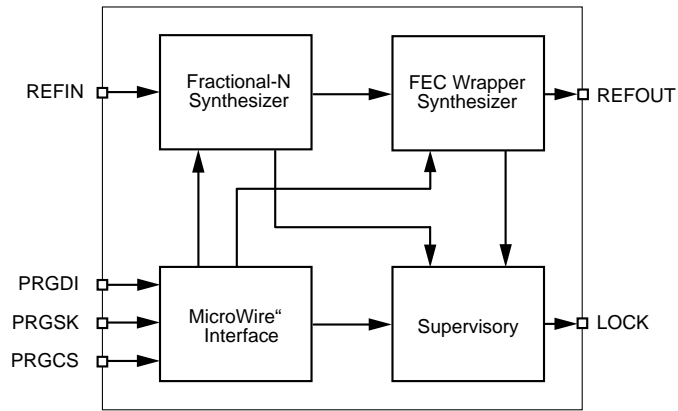 REFIN
Fractional-N
Synthesizer
FEC Wrapper
Synthesizer
REFOUT
PRGDI
PRGSK
PRGCS
MicroWire“
Interface
Supervisory
LOCK